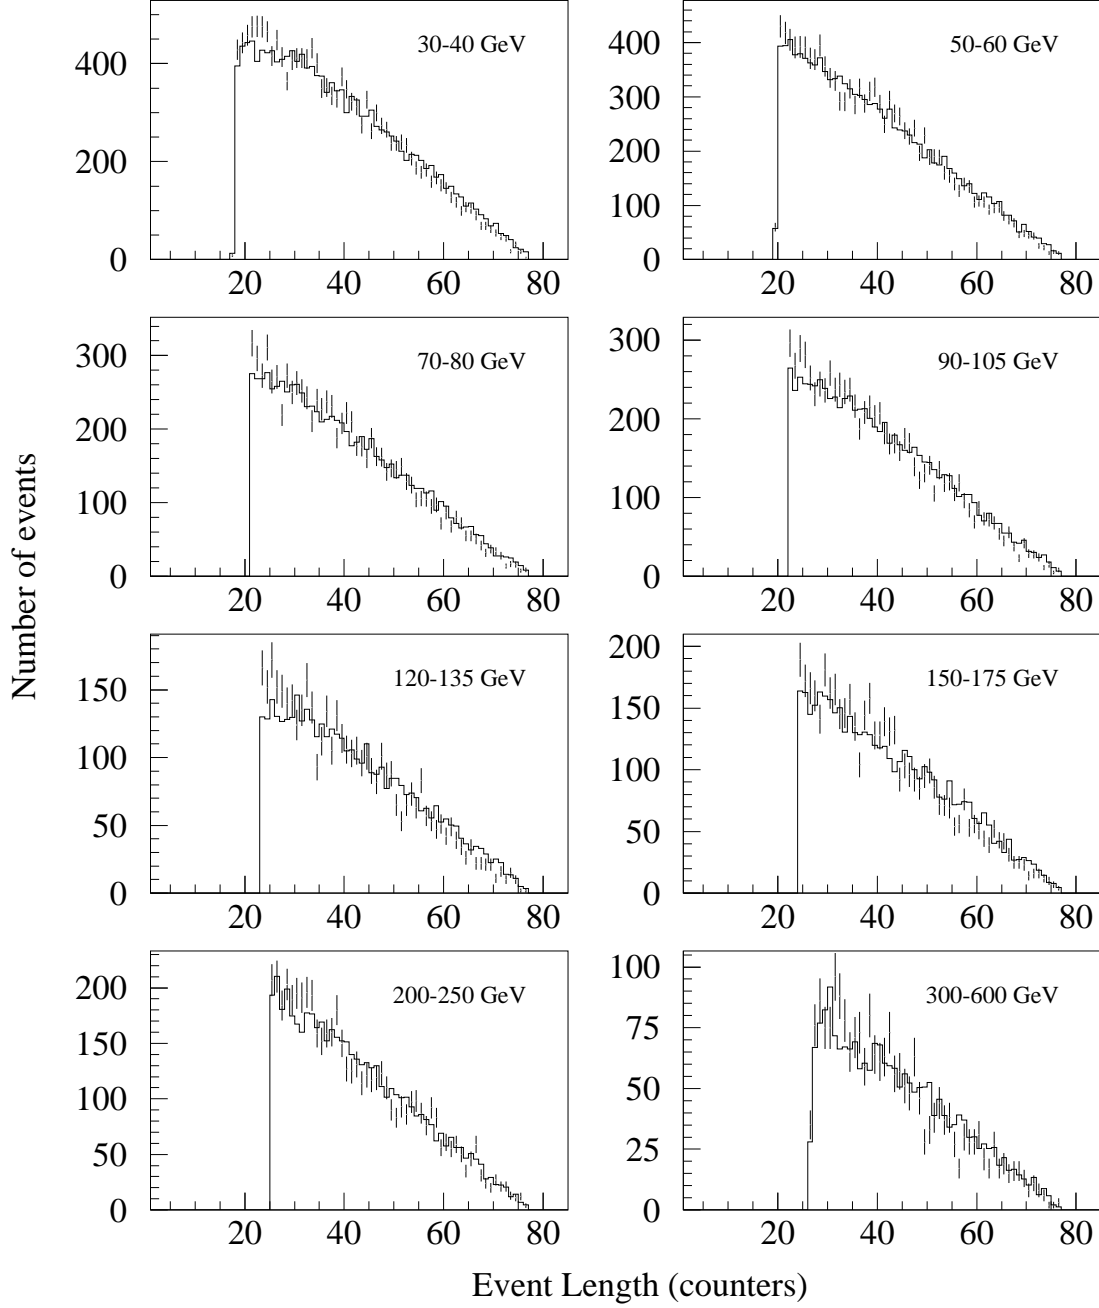 30-40 GeV
400
200
0
20 40 60 80
50-60 GeV
400
300
200
100
0
20 40 60 80
70-80 GeV
300
200
100
0
20 40 60 80
90-105 GeV
300
200
100
0
20 40 60 80
Number of events
120-135 GeV
150
100
50
0
20 40 60 80
150-175 GeV
200
150
100
50
0
20 40 60 80
200-250 GeV
200
150
100
50
0
20 40 60 80
300-600 GeV
100
75
50
25
0
20 40 60 80
Event Length (counters)